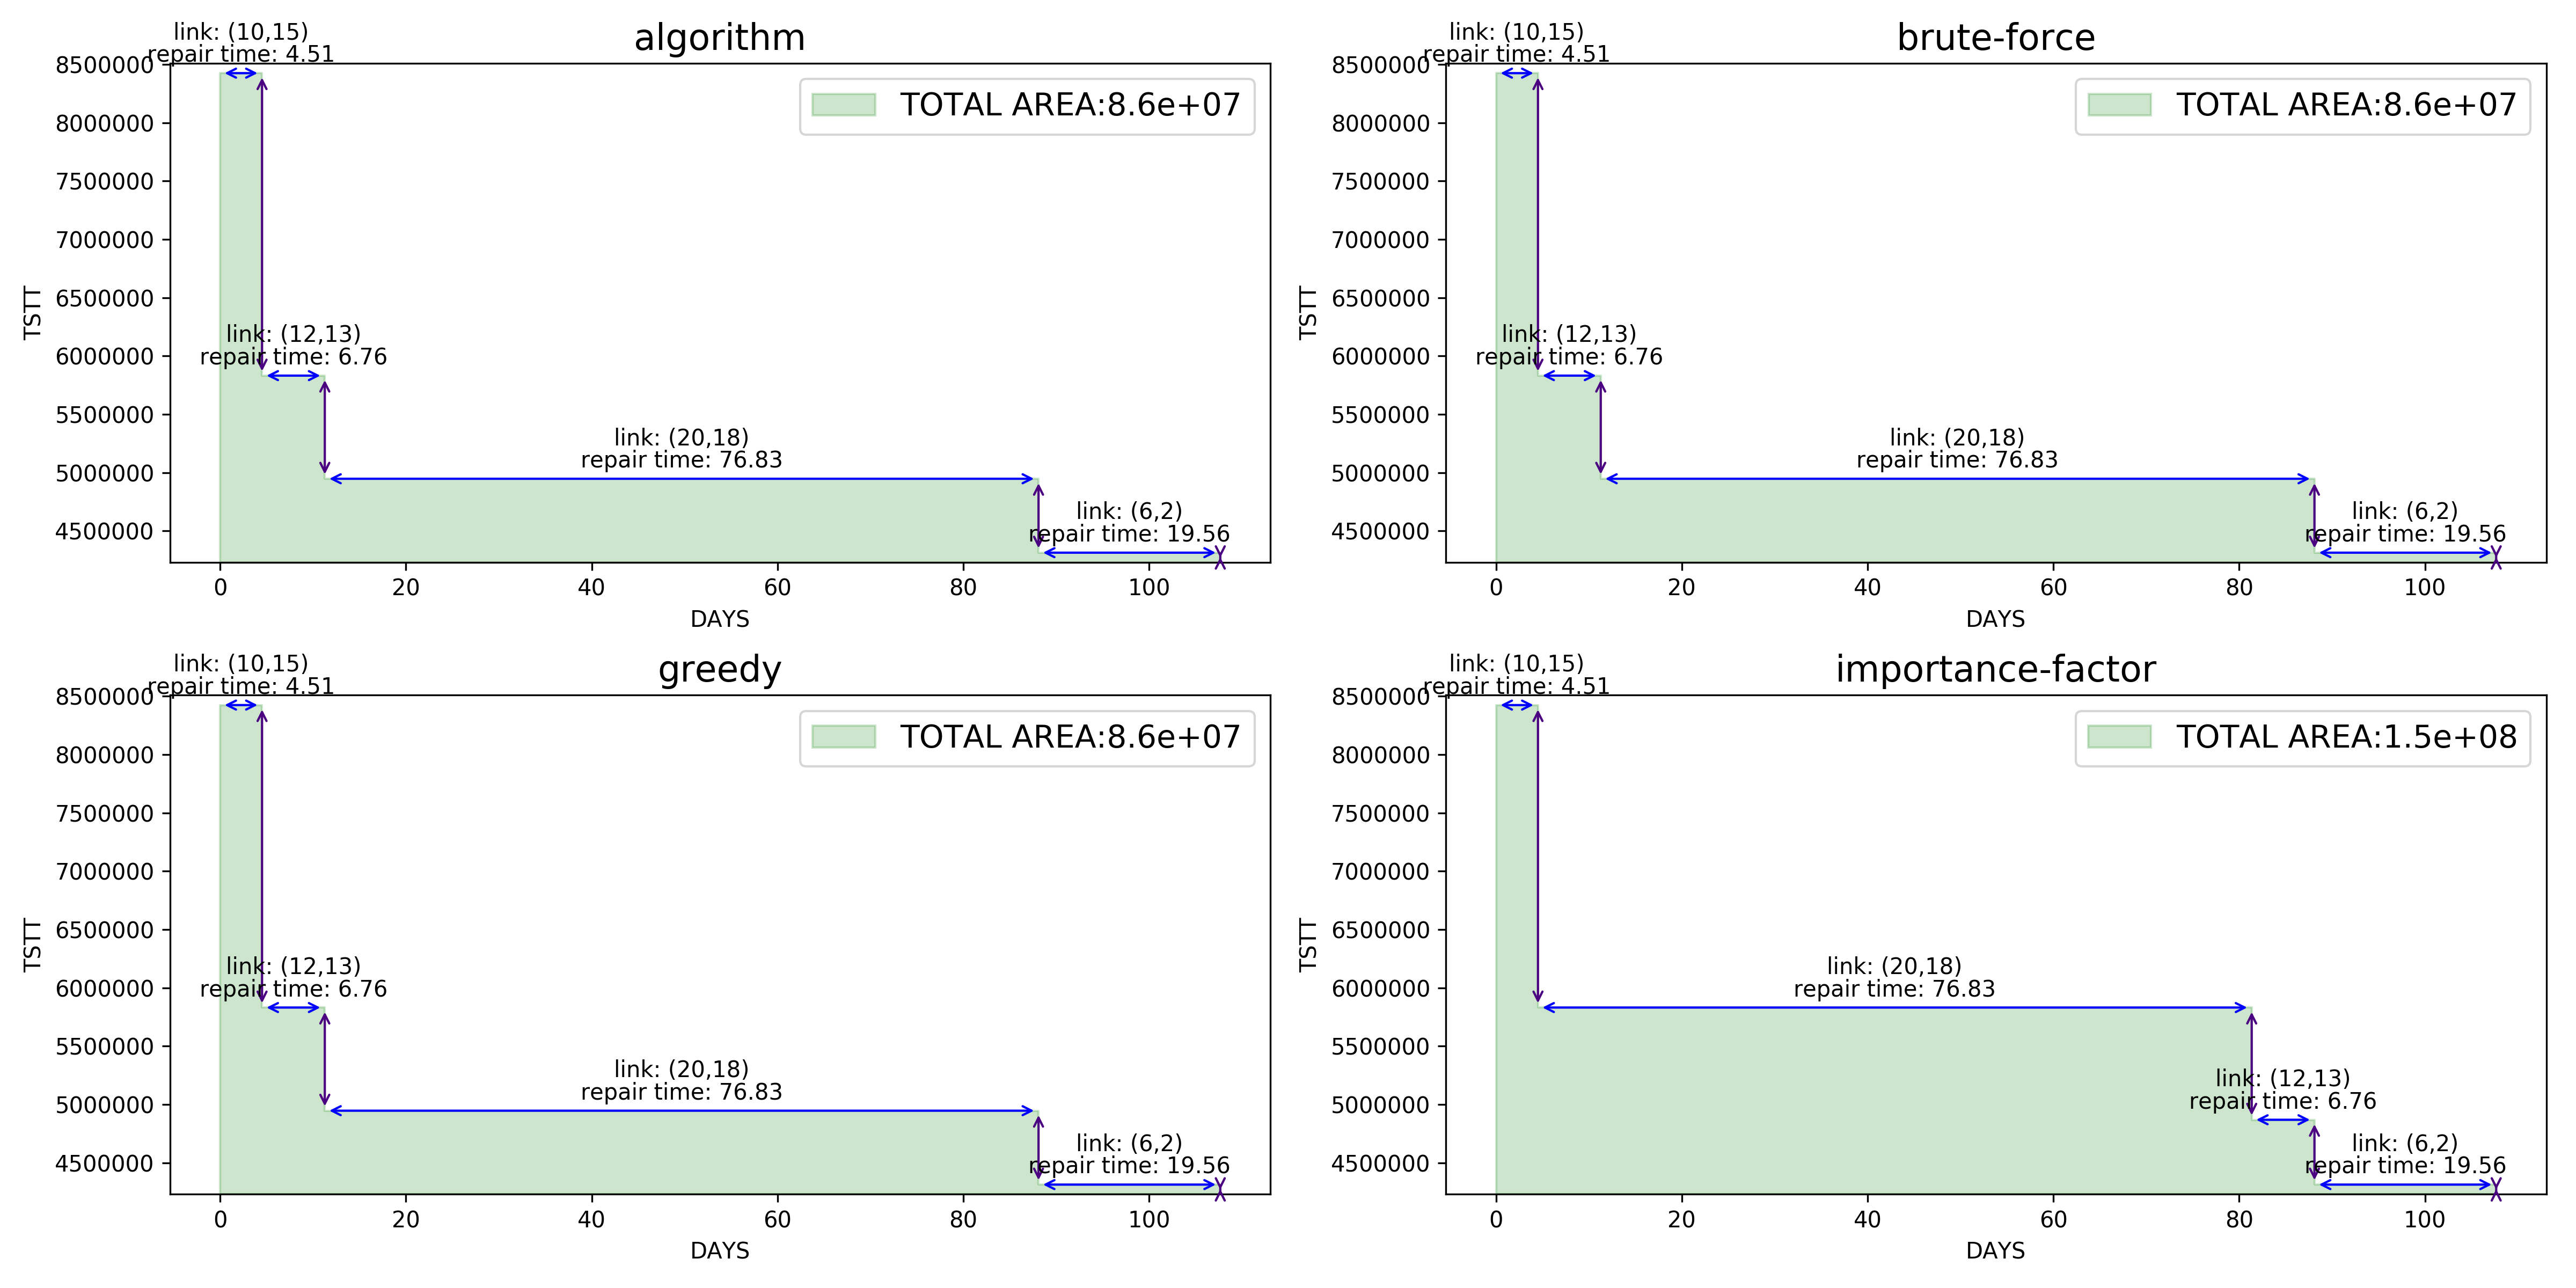 algorithm
link: (10,15)
repair time: 4.51
TOTAL AREA:8.6e+07
link: (12,13)
repair time: 6.76
link: (20,18)
repair time: 76.83
link: (6,2)
repair time: 19.56
8500000
8000000
7500000
7000000
6500000
6000000
5500000
5000000
4500000
TSTT
0 20 40 60 80 100
DAYS
brute-force
link: (10,15)
repair time: 4.51
TOTAL AREA:8.6e+07
link: (12,13)
repair time: 6.76
link: (20,18)
repair time: 76.83
link: (6,2)
repair time: 19.56
8500000
8000000
7500000
7000000
6500000
6000000
5500000
5000000
4500000
TSTT
0 20 40 60 80 100
DAYS
greedy
link: (10,15)
repair time: 4.51
TOTAL AREA:8.6e+07
link: (12,13)
repair time: 6.76
link: (20,18)
repair time: 76.83
link: (6,2)
repair time: 19.56
8500000
8000000
7500000
7000000
6500000
6000000
5500000
5000000
4500000
TSTT
0 20 40 60 80 100
DAYS
importance-factor
link: (10,15)
repair time: 4.51
TOTAL AREA:1.5e+08
link: (20,18)
repair time: 76.83
link: (12,13)
repair time: 6.76
link: (6,2)
repair time: 19.56
8500000
8000000
7500000
7000000
6500000
6000000
5500000
5000000
4500000
TSTT
0 20 40 60 80 100
DAYS